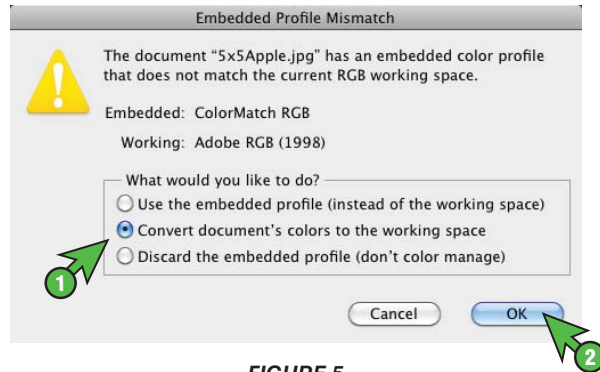 Embedded Profile Mismatch
The document “5x5Apple.jpg” has an embedded color profile
that does not match the current RGB working space.
Embedded: ColorMatch RGB
Working: Adobe RGB (1998)
What would you like to do?
Use the embedded profile (instead of the working space)
Convert document’s colors to the working space
Discard the embedded profile (don’t color manage)
1
Cancel OK
2
FIGURE 5